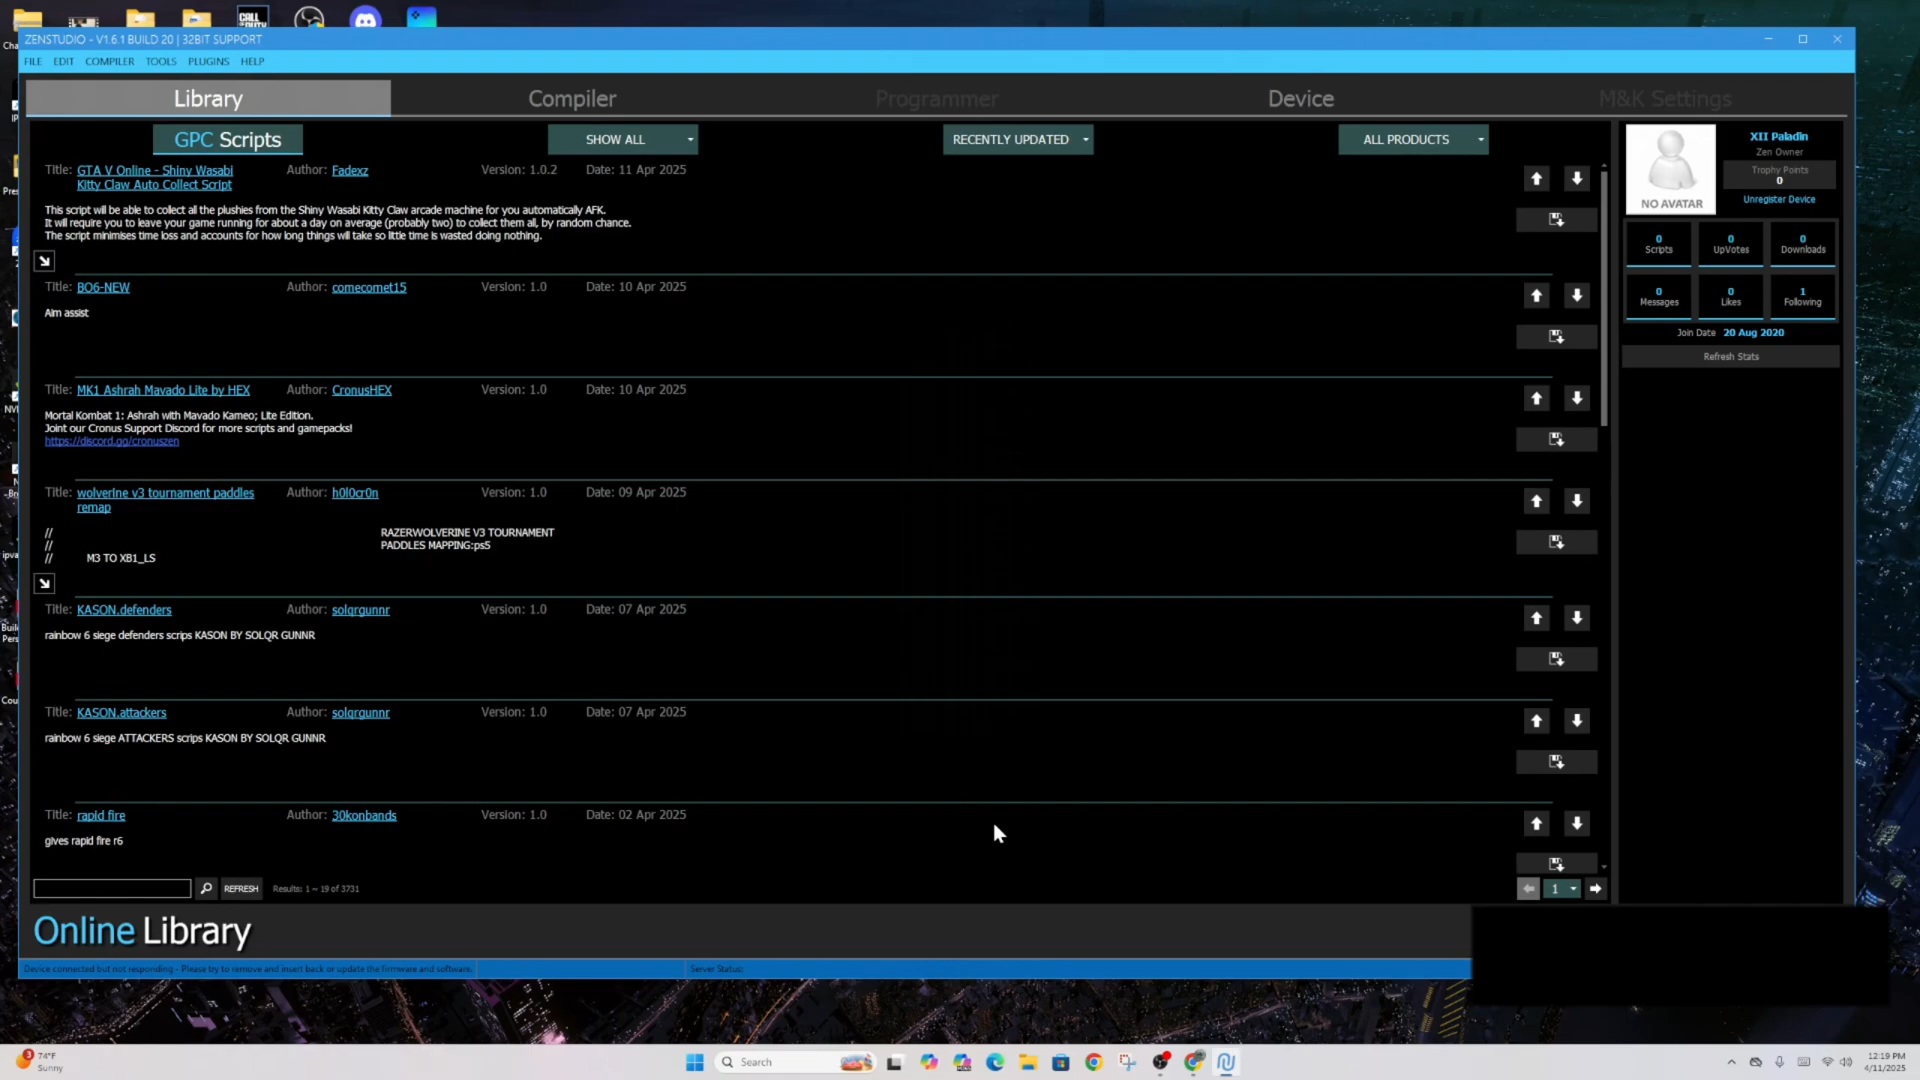 ZENSTUDIO - V1.6.1 BUILD 20 | 32BIT SUPPORT
FILE EDIT COMPILER TOOLS PLUGINS HELP
Library Compiler Programmer Device M&K Settings
GPC Scripts SHOW ALL RECENTLY UPDATED ALL PRODUCTS
Title: GTA V Online - Shiny Wasabi Author: Fadexz Version: 1.0.2 Date: 11 Apr 2025
Kitty Claw Auto Collect Script
This script will be able to collect all the plushies from the Shiny Wasabi Kitty Claw arcade machine for you automatically AFK.
It will require you to leave your game running for about a day on average (probably two) to collect them all, by random chance.
The script minimises time loss and accounts for how long things will take so little time is wasted doing nothing.
Title: BO6-NEW Author: comecomet15 Version: 1.0 Date: 10 Apr 2025
Aim assist
Title: MK1 Ashrah Mavado Lite by HEX Author: CronusHEX Version: 1.0 Date: 10 Apr 2025
Mortal Kombat 1: Ashrah with Mavado Kameo; Lite Edition.
Joint our Cronus Support Discord for more scripts and gamepacks!
https://discord.gg/cronuszen
Title: wolverine v3 tournament paddles Author: h0l0cr0n Version: 1.0 Date: 09 Apr 2025
remap
// RAZERWOLVERINE V3 TOURNAMENT
// PADDLES MAPPING:ps5
// M3 TO XB1_LS
Title: KASON.defenders Author: solqrgunnr Version: 1.0 Date: 07 Apr 2025
rainbow 6 siege defenders scrips KASON BY SOLQR GUNNR
Title: KASON.attackers Author: solqrgunnr Version: 1.0 Date: 07 Apr 2025
rainbow 6 siege ATTACKERS scrips KASON BY SOLQR GUNNR
Title: rapid fire Author: 30konbands Version: 1.0 Date: 02 Apr 2025
gives rapid fire r6
REFRESH Results: 1 ~ 19 of 3731 1
Online Library
Device connected but not responding - Please try to remove and insert back or update the firmware and software. Server Status:
NO AVATAR
XII Paladin
Zen Owner
Trophy Points
0
Unregister Device
0 0 0
Scripts UpVotes Downloads
0 0 1
Messages Likes Following
Join Date 20 Aug 2020
Refresh Stats
CALL OF DUTY
3
74°F
Sunny
Search
12:19 PM
4/11/2025